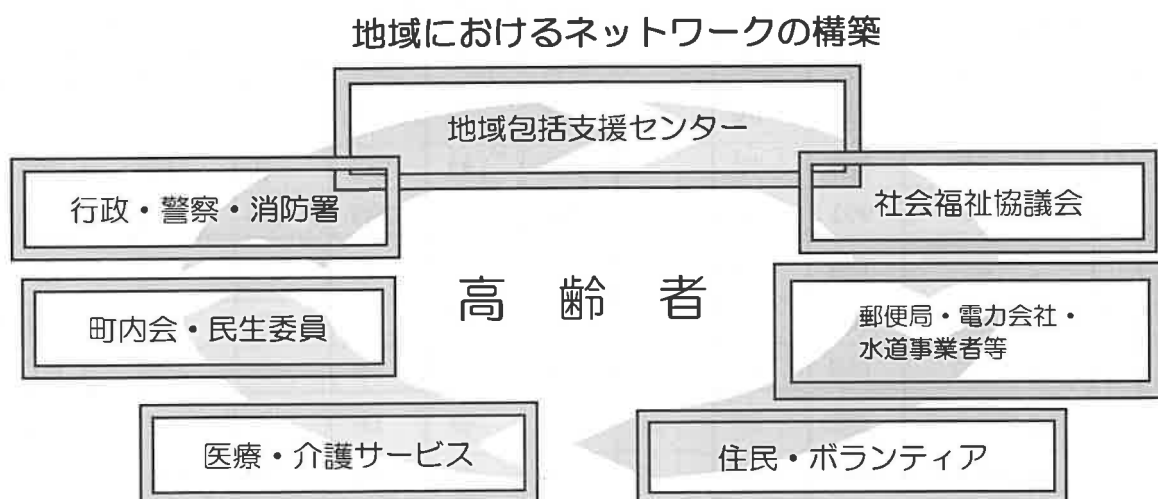 地域におけるネットワークの構築
地域包括支援センター
行政・警察・消防署
社会福祉協議会
高齢者
町内会・民生委員
郵便局・電力会社・
水道事業者等
医療・介護サービス
住民・ボランティア